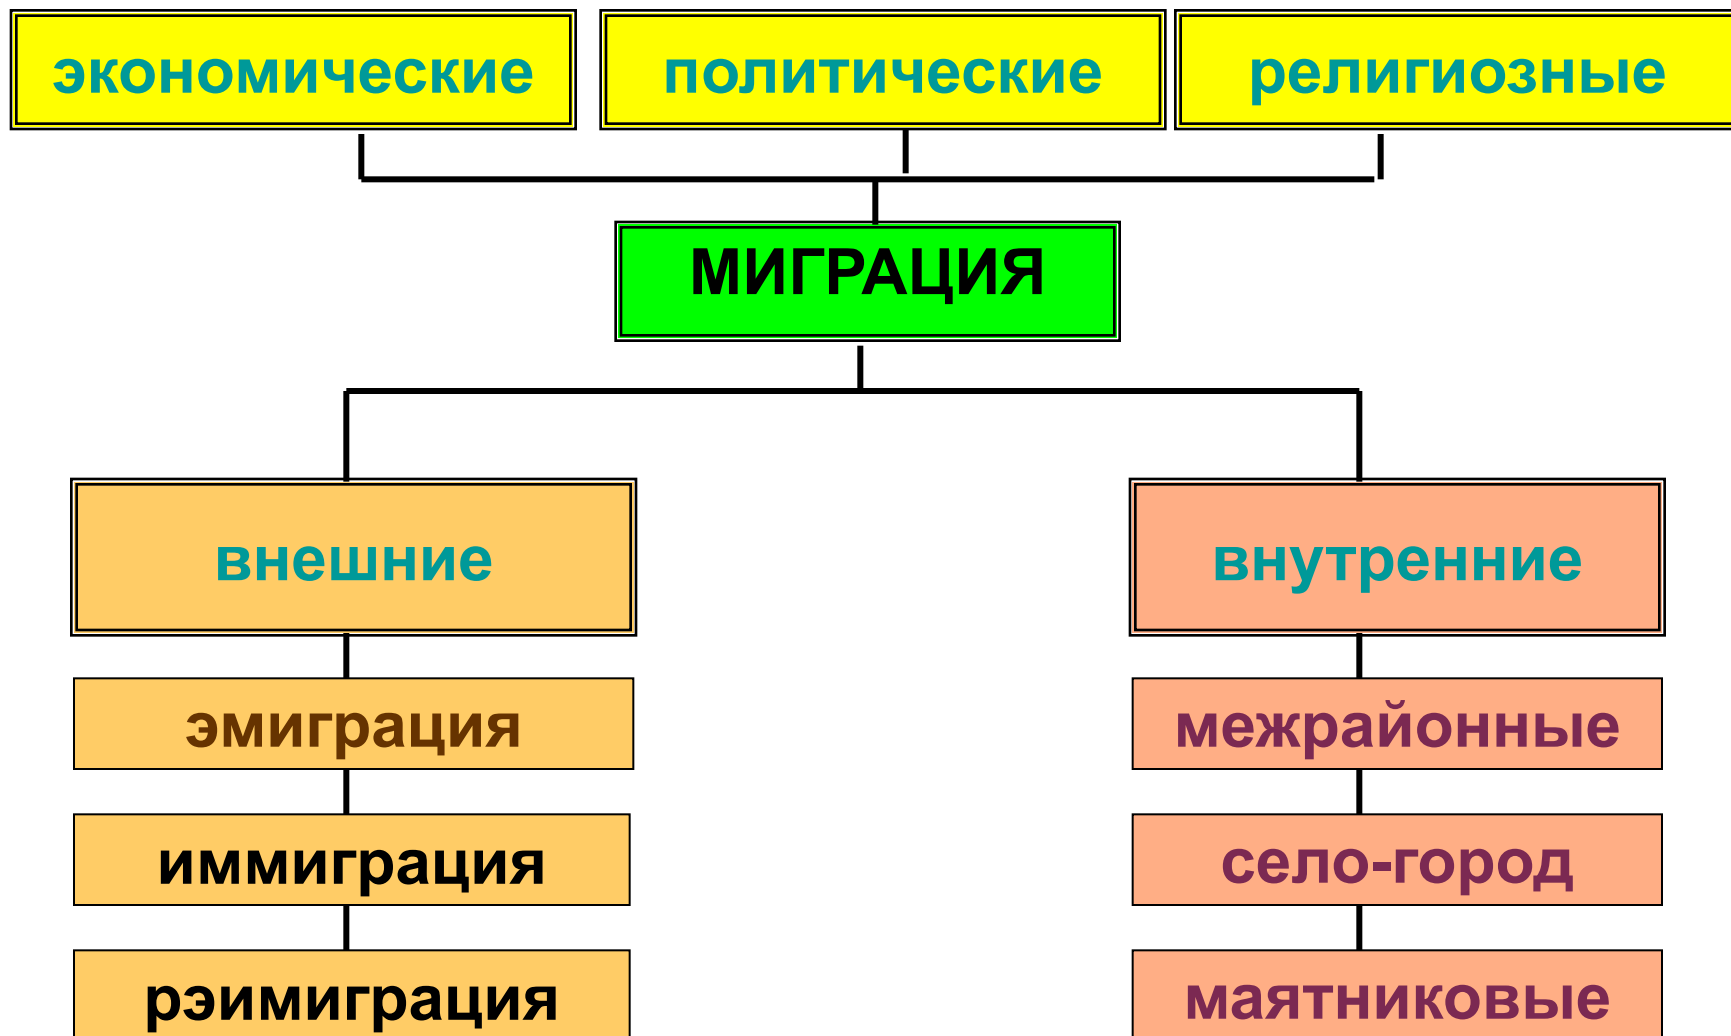 экономические
политические
религиозные
МИГРАЦИЯ
внешние
внутренние
эмиграция
межрайонные
иммиграция
село-город
рэимиграция
маятниковые